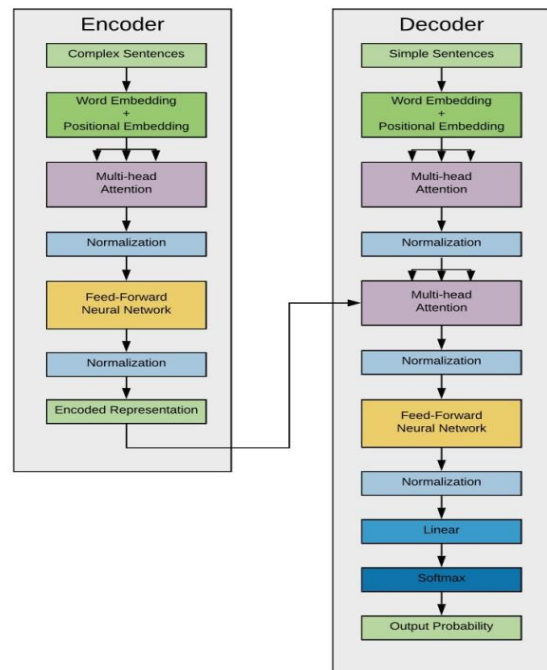 Encoder
Complex Sentences
Word Embedding
+
Positional Embedding
Multi-head
Attention
Normalization
Feed-Forward
Neural Network
Normalization
Encoded Representation
Decoder
Simple Sentences
Word Embedding
+
Positional Embedding
Multi-head
Attention
Normalization
Multi-head
Attention
Normalization
Feed-Forward
Neural Network
Normalization
Linear
Softmax
Output Probability